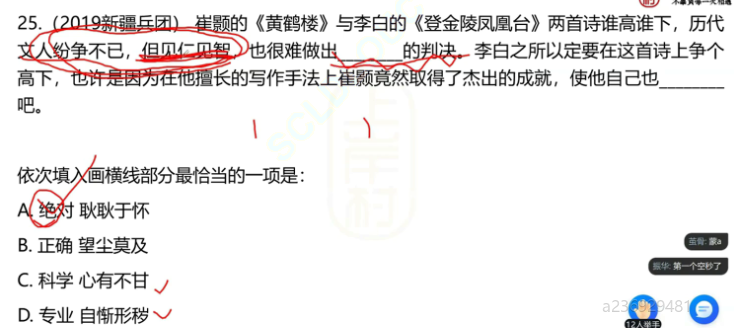 25. （2019新疆兵团） 崔颢的《黄鹤楼》与李白的《登金陵凤凰台》两首诗谁高谁下，历代
文人纷争不已，但见仁见智，也很难做出_______的判决。李白之所以定要在这首诗上争个
高下，也许是因为在他擅长的写作手法上崔颢竟然取得了杰出的成就，使他自己也_______
吧。
依次填入画横线部分最恰当的一项是：
A. 绝对 耿耿于怀
B. 正确 望尘莫及
茧骨: 蒙a
C. 科学 心有不甘
振华: 第一个空秒了
D. 专业 自惭形秽
12人举手
上岸村